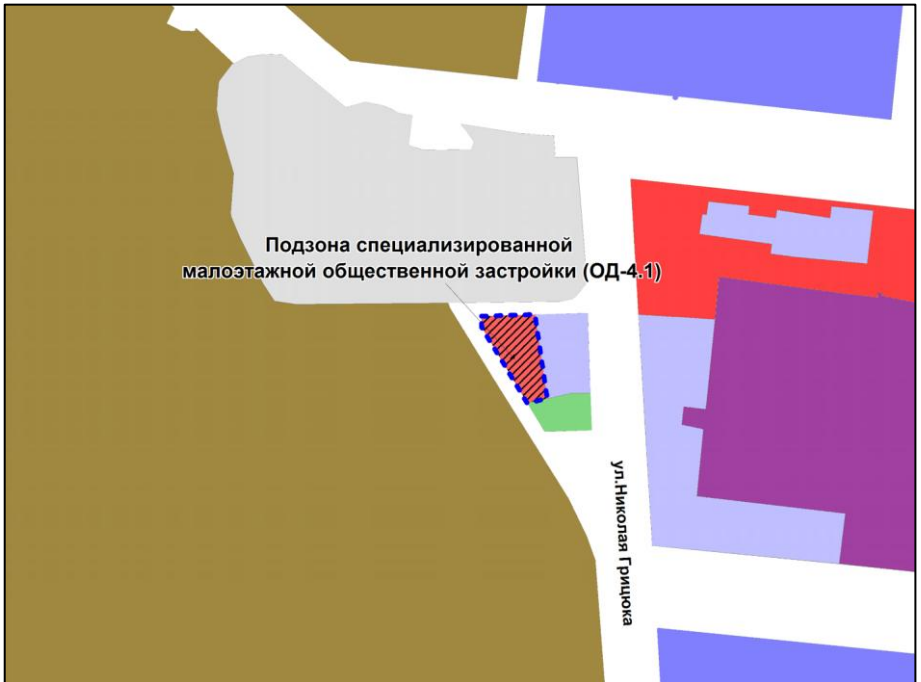 Подзона специализированной
малоэтажной общественной застройки (ОД-4.1)
ул.Николая Грицюка